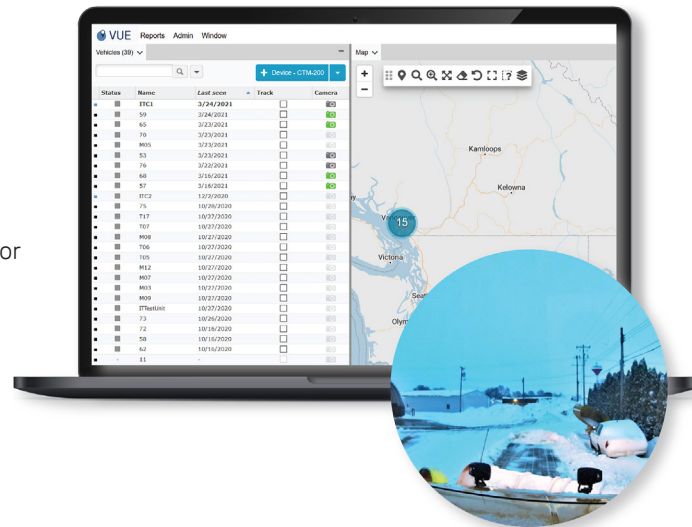 VUE Reports Admin Window
Vehicles (39)
Map
+ Device - CTM-200
Status Name Last seen Track Camera
ITC1 3/24/2021
59 3/24/2021
65 3/23/2021
70 3/23/2021
M05 3/23/2021
53 3/23/2021
76 3/22/2021
68 3/16/2021
57 3/16/2021
ITC2 12/2/2020
75 10/28/2020
T17 10/27/2020
T07 10/27/2020
M08 10/27/2020
T06 10/27/2020
T05 10/27/2020
M12 10/27/2020
M07 10/27/2020
M03 10/27/2020
M09 10/27/2020
ITTestUnit 10/27/2020
73 10/26/2020
72 10/16/2020
58 10/16/2020
62 10/16/2020
- 11 -
+
-
Kamloops
Kelowna
15
Victoria
Seat
Olym
or